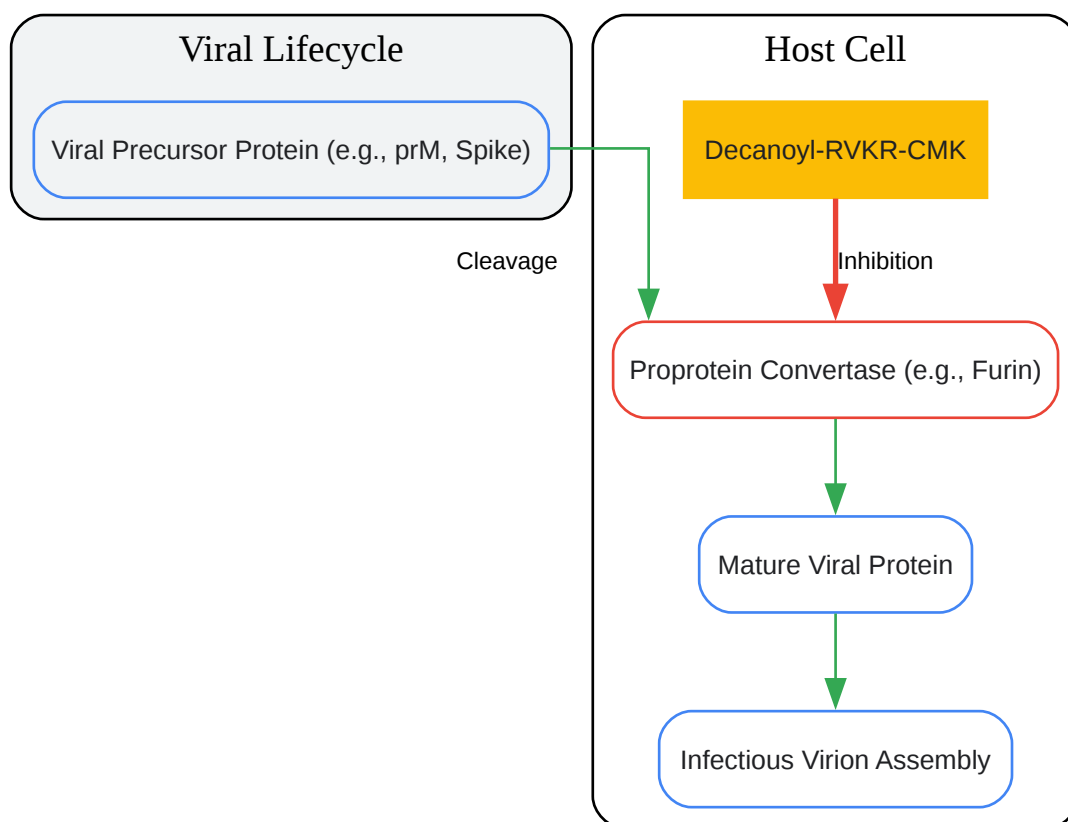 Viral Lifecycle
Host Cell
Viral Precursor Protein (e.g., prM, Spike)
Decanoyl-RVKR-CMK
Cleavage
Inhibition
Proprotein Convertase (e.g., Furin)
Mature Viral Protein
Infectious Virion Assembly